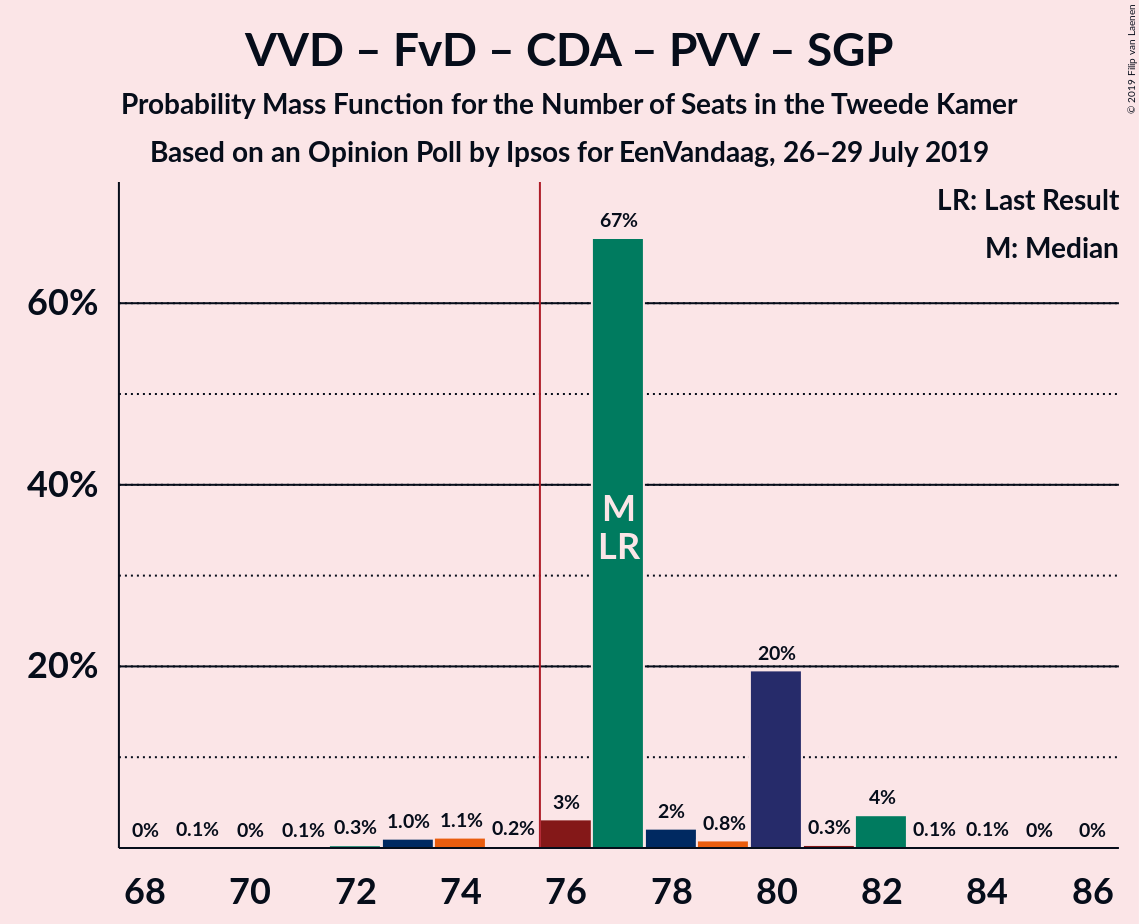 VVD – FvD – CDA – PVV – SGP
Probability Mass Function for the Number of Seats in the Tweede Kamer
Based on an Opinion Poll by Ipsos for EenVandaag, 26–29 July 2019
© 2019 Filip van Laenen
LR: Last Result
M: Median
60%
40%
20%
0% 0.1% 0% 0.1% 0.3% 1.0% 1.1% 0.2% 3% 67% 2% 0.8% 20% 0.3% 4% 0.1% 0.1% 0% 0%
M
LR
68 70 72 74 76 78 80 82 84 86